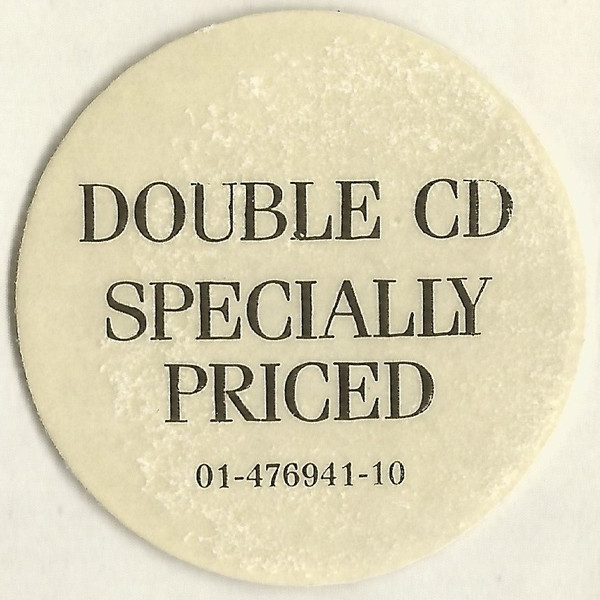 DOUBLE CD
SPECIALLY
PRICED
01-476941-10